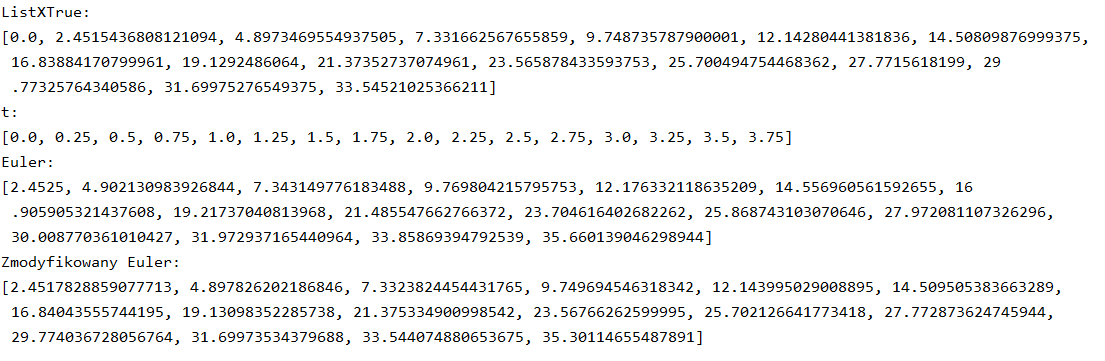 ListXTrue:
[0.0, 2.4515436808121094, 4.8973469554937505, 7.331662567655859, 9.748735787900001, 12.14280441381836, 14.50809876999375,
16.83884170799961, 19.1292486064, 21.37352737074961, 23.565878433593753, 25.700494754468362, 27.7715618199, 29
.77325764340586, 31.69975276549375, 33.54521025366211]
t:
[0.0, 0.25, 0.5, 0.75, 1.0, 1.25, 1.5, 1.75, 2.0, 2.25, 2.5, 2.75, 3.0, 3.25, 3.5, 3.75]
Euler:
[2.4525, 4.902130983926844, 7.343149776183488, 9.769804215795753, 12.176332118635209, 14.556960561592655, 16
.905905321437608, 19.21737040813968, 21.485547662766372, 23.704616402682262, 25.868743103070646, 27.972081107326296,
30.008770361010427, 31.972937165440964, 33.85869394792539, 35.660139046298944]
Zmodyfikowany Euler:
[2.4517828859077713, 4.897826202186846, 7.3323824454431765, 9.749694546318342, 12.143995029008895, 14.509505383663289,
16.84043555744195, 19.13098352285738, 21.375334900998542, 23.56766262599995, 25.702126641773418, 27.772873624745944,
29.774036728056764, 31.69973534379688, 33.544074880653675, 35.30114655487891]